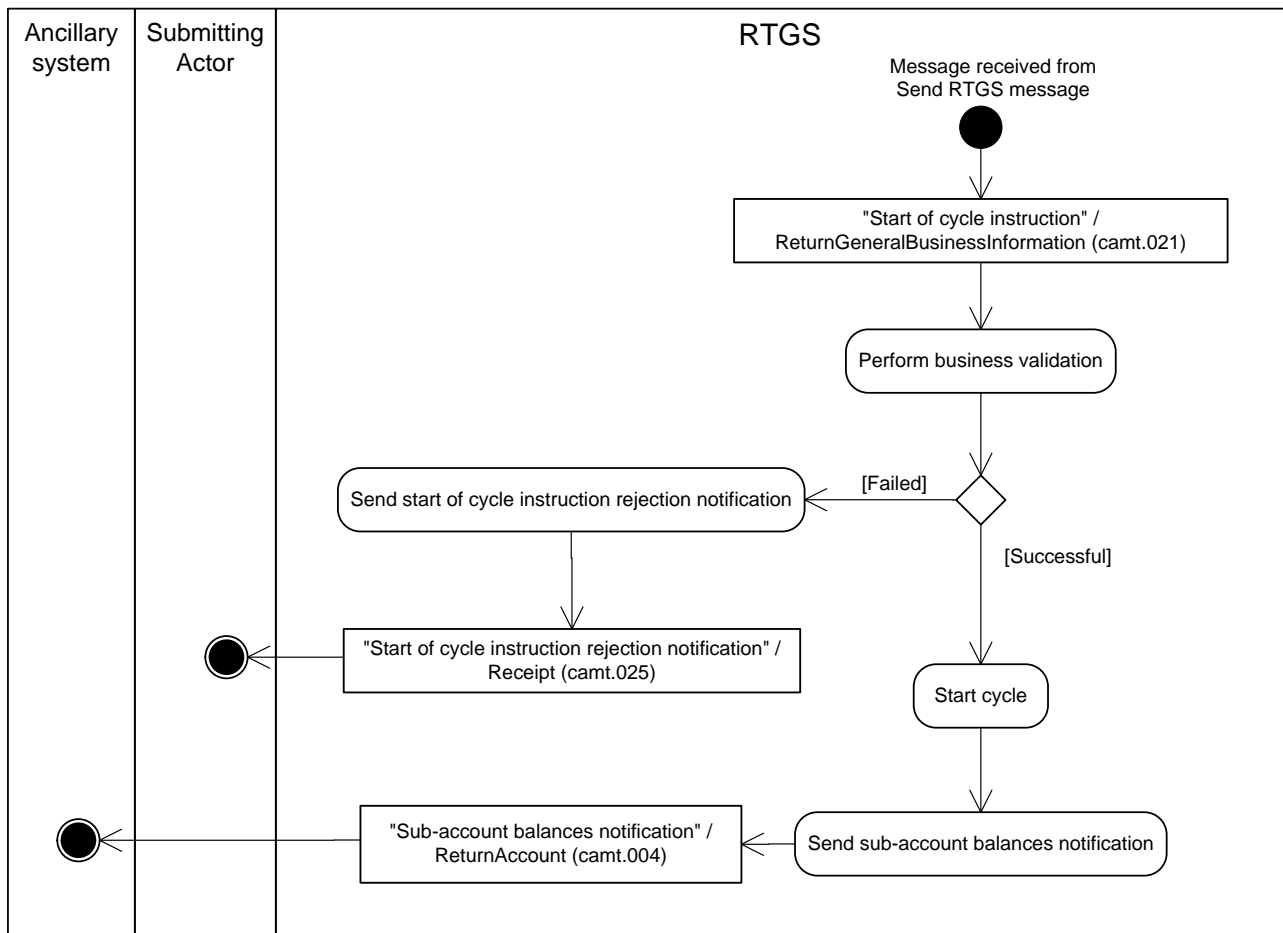 Ancillary
system
Submitting
Actor
RTGS
Message received from
Send RTGS message
"Start of cycle instruction" /
ReturnGeneralBusinessInformation (camt.021)
Perform business validation
[Failed]
Send start of cycle instruction rejection notification
[Successful]
"Start of cycle instruction rejection notification" /
Receipt (camt.025)
Start cycle
"Sub-account balances notification" /
ReturnAccount (camt.004)
Send sub-account balances notification